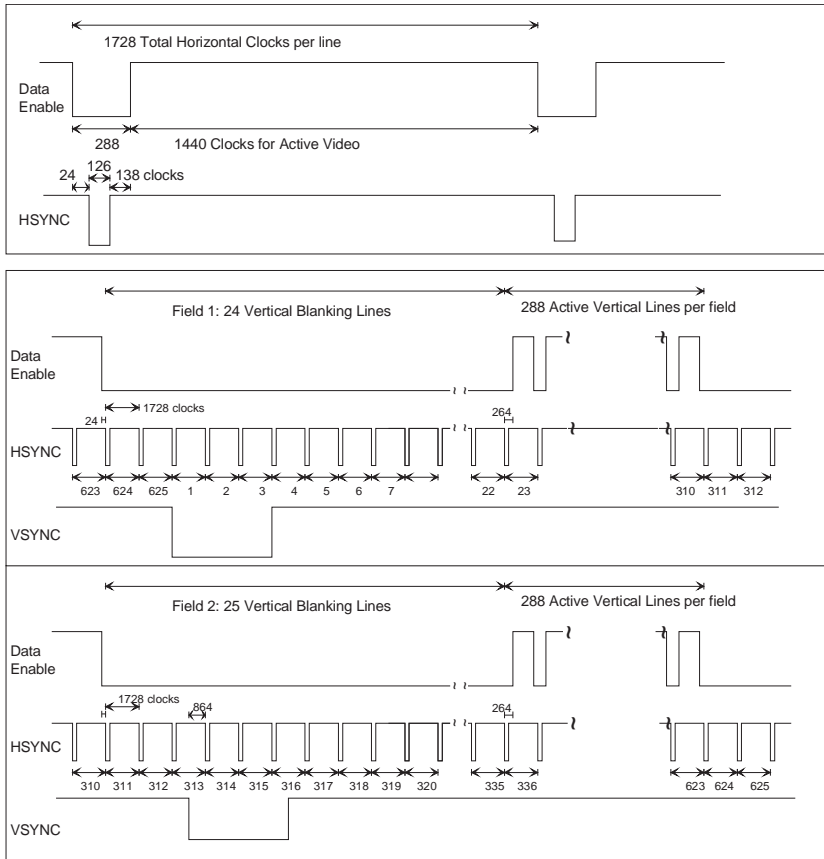 1728 Total Horizontal Clocks per line
Data
Enable
288
1440 Clocks for Active Video
126
24
138 clocks
HSYNC
Field 1: 24 Vertical Blanking Lines
288 Active Vertical Lines per field
Data
Enable
1728 clocks
24
264
HSYNC
623 624 625 1 2 3 4 5 6 7 22 23 310 311 312
VSYNC
Field 2: 25 Vertical Blanking Lines
288 Active Vertical Lines per field
Data
Enable
1728 clocks
864
264
HSYNC
310 311 312 313 314 315 316 317 318 319 320 335 336 623 624 625
VSYNC